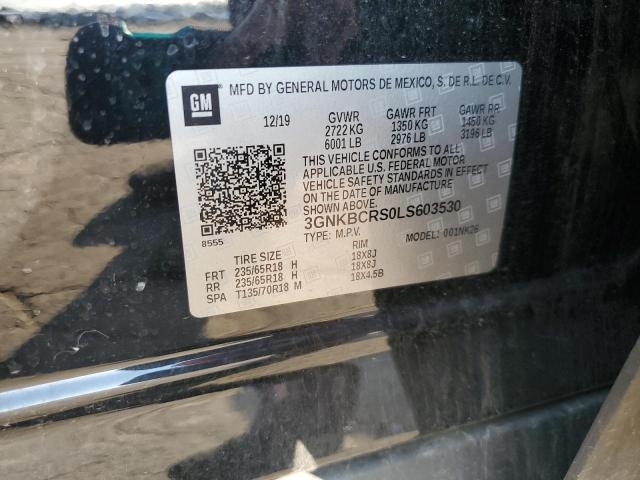 GM
MFD BY GENERAL MOTORS DE MEXICO, S. DE R.L. DE C.V.
12/19 GVWR GAWR FRT GAWR RR
2722 KG 1350 KG 1450 KG
6001 LB 2976 LB 3196 LB
THIS VEHICLE CONFORMS TO ALL
APPLICABLE U.S. FEDERAL MOTOR
VEHICLE SAFETY STANDARDS IN EFFECT
ON THE DATE OF MANUFACTURE SHOWN ABOVE.
3GNKBCRS0LS603530
8555 TYPE: M.P.V. MODEL: 001NK26
TIRE SIZE RIM
FRT 235/65R18 H 18X8J
RR 235/65R18 H 18X8J
SPA T135/70R18 M 18X4.5B